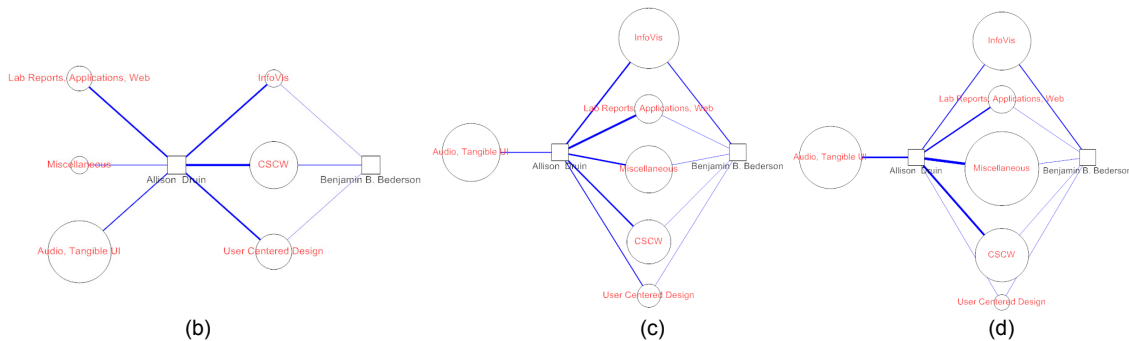 Lab Reports, Applications, Web
InfoVis
Miscellaneous
CSCW
Allison Druin
Benjamin B. Bederson
Audio, Tangible UI
User Centered Design
(b)
InfoVis
Lab Reports, Applications, Web
Audio, Tangible UI
Allison Druin
Benjamin B. Bederson
Miscellaneous
CSCW
User Centered Design
(c)
InfoVis
Lab Reports, Applications, Web
Audio, Tangible UI
Allison Druin
Benjamin B. Bederson
Miscellaneous
CSCW
User Centered Design
(d)